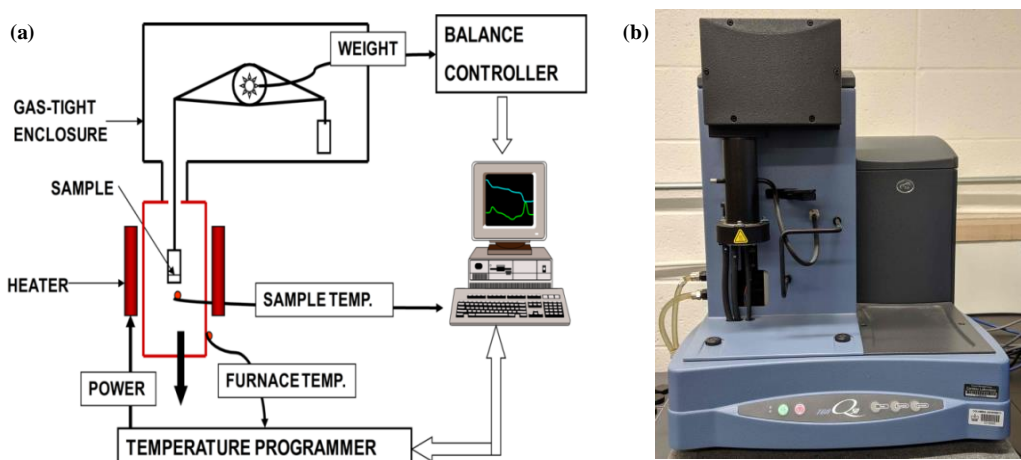 (a)
WEIGHT
BALANCE
CONTROLLER
GAS-TIGHT
ENCLOSURE
SAMPLE
HEATER
SAMPLE TEMP.
POWER
FURNACE TEMP.
TEMPERATURE PROGRAMMER
(b)